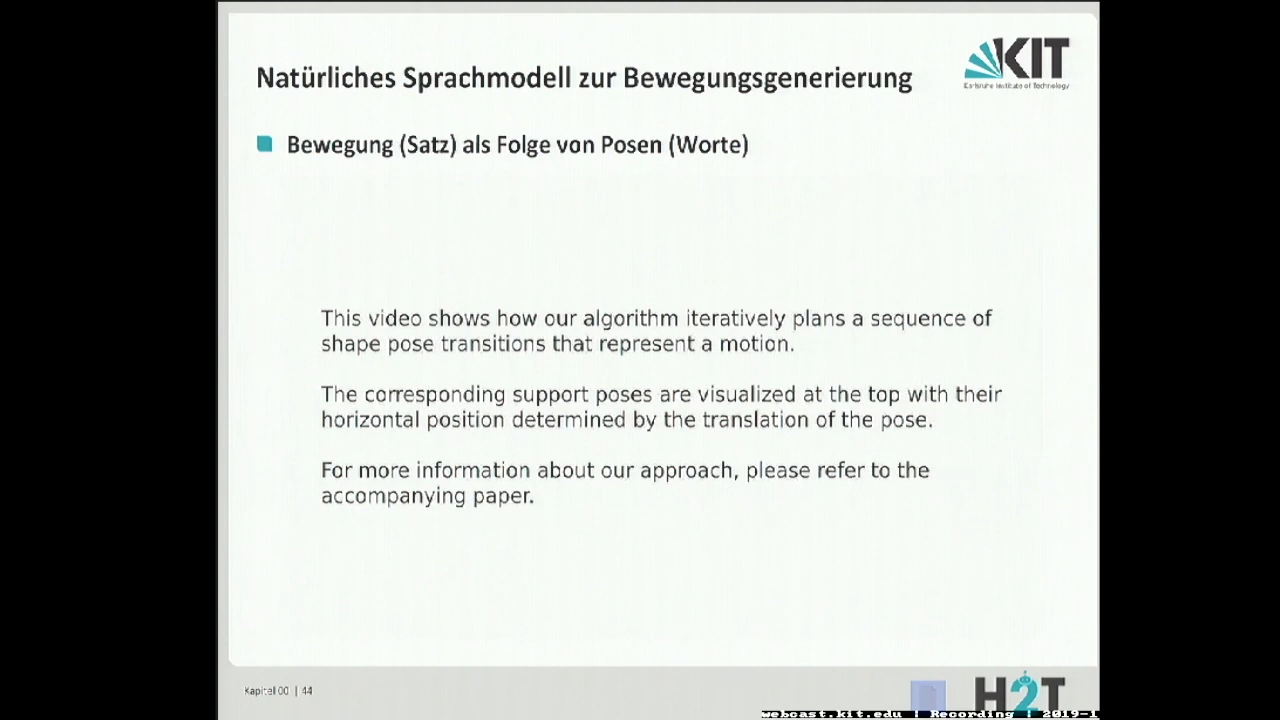 Natürliches Sprachmodell zur Bewegungsgenerierung
KIT
Karlsruhe Institute of Technology
Bewegung (Satz) als Folge von Posen (Worte)
This video shows how our algorithm iteratively plans a sequence of
shape pose transitions that represent a motion.
The corresponding support poses are visualized at the top with their
horizontal position determined by the translation of the pose.
For more information about our approach, please refer to the
accompanying paper.
Kapitel 00 | 44
H2T
webcast.kit.edu | Recording | 2019-1